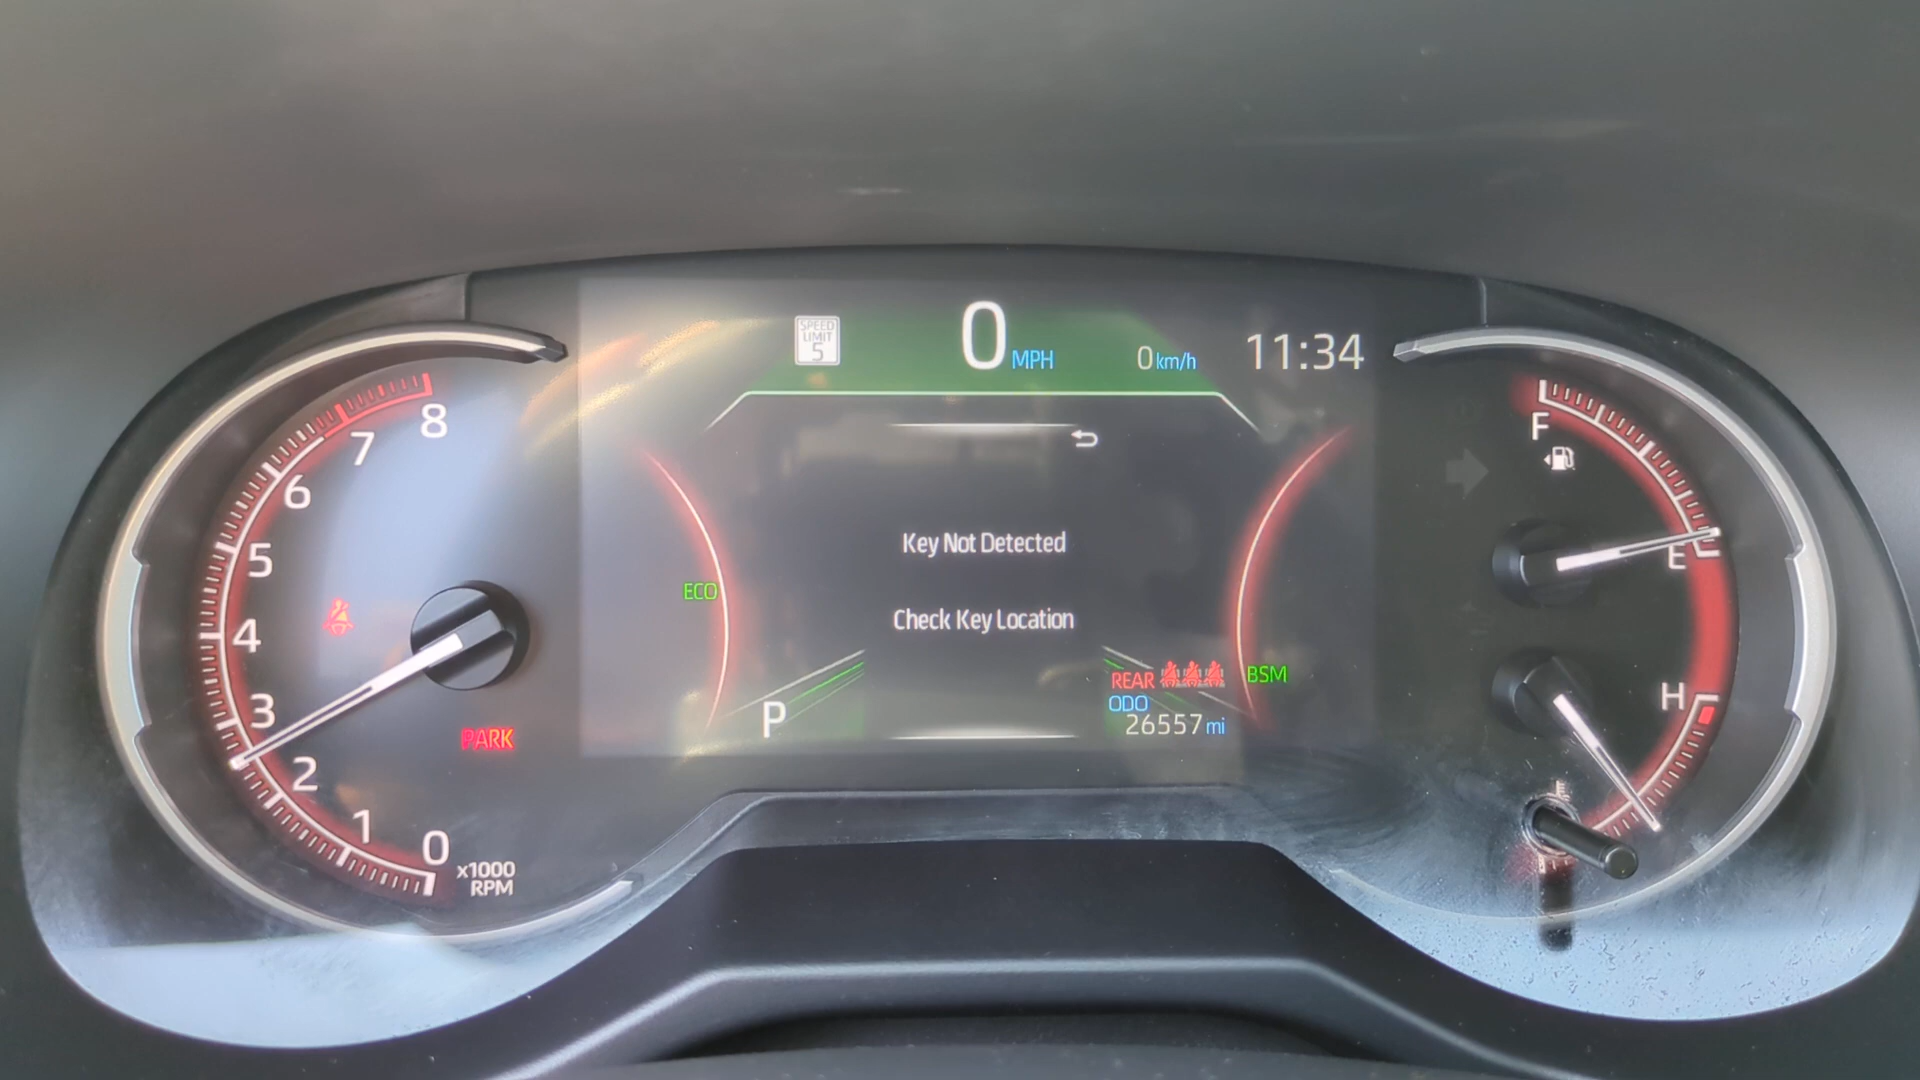 SPEED
LIMIT
5
0 MPH
0 km/h
11:34
8
7
6
5
4
3
2
1
0
x1000
RPM
PARK
Key Not Detected
Check Key Location
ECO
P
REAR
ODO
26557 mi
BSM
F
E
H